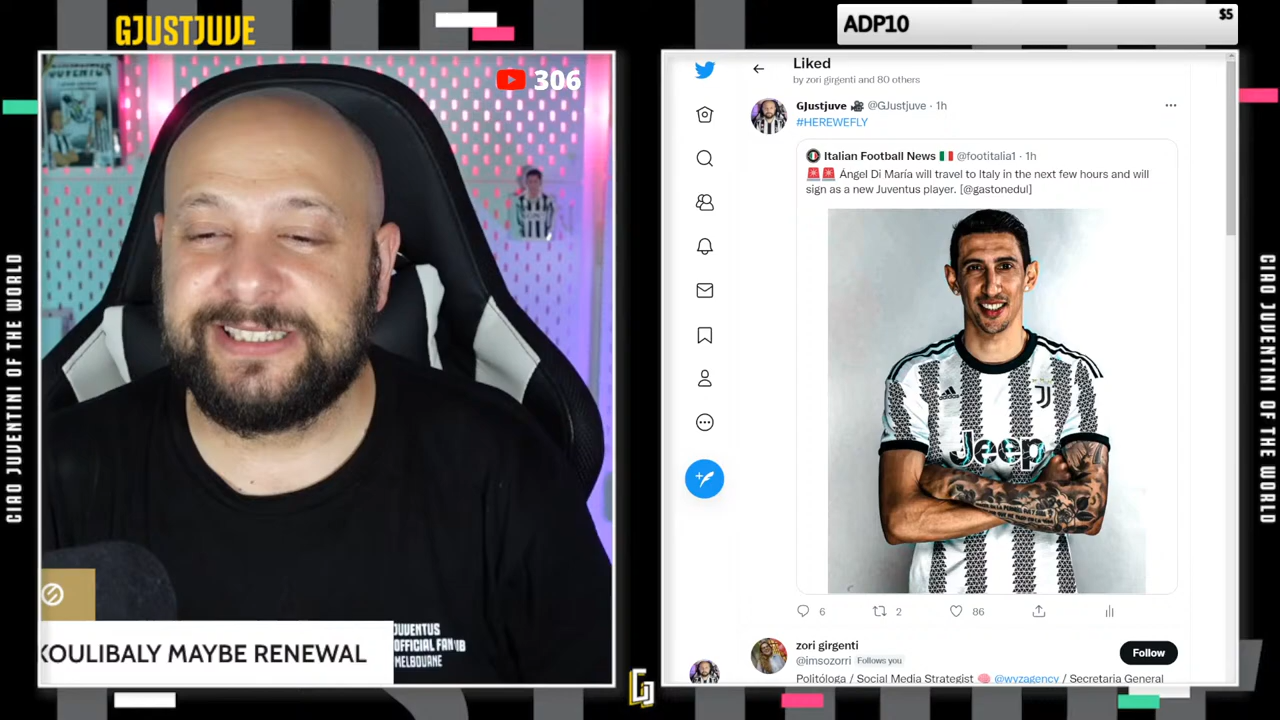 GJUSTJUVE
306
ADP10
$5
CIAO JUVENTINI OF THE WORLD
Liked
by zori girgenti and 80 others
GJustjuve 🎥 @GJustjuve · 1h
#HEREWEFLY
Italian Football News 🇮🇹 @footitalia1 · 1h
🚨🚨 Ángel Di María will travel to Italy in the next few hours and will
sign as a new Juventus player. [@gastonedul]
Jeep
6
2
86
zori girgenti
@imsozorri Follows you
Follow
Politóloga / Social Media Strategist 🧠 @wyzagency / Secretaria General
JUVENTUS
OFFICIAL FAN
MELBOURNE
KOULIBALY MAYBE RENEWAL
CIAO JUVENTINI OF THE WORLD